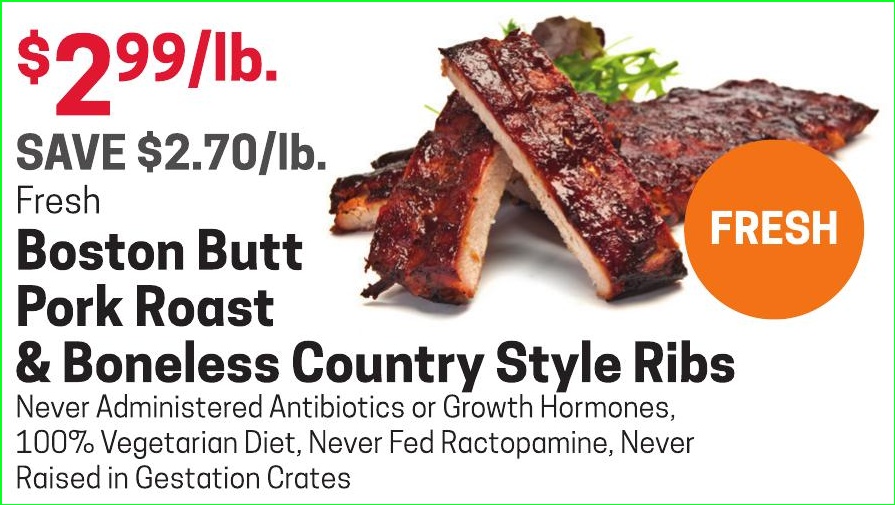 $2.99/lb.
SAVE $2.70/lb.
Fresh
Boston Butt
Pork Roast
& Boneless Country Style Ribs
FRESH
Never Administered Antibiotics or Growth Hormones,
100% Vegetarian Diet, Never Fed Ractopamine, Never
Raised in Gestation Crates